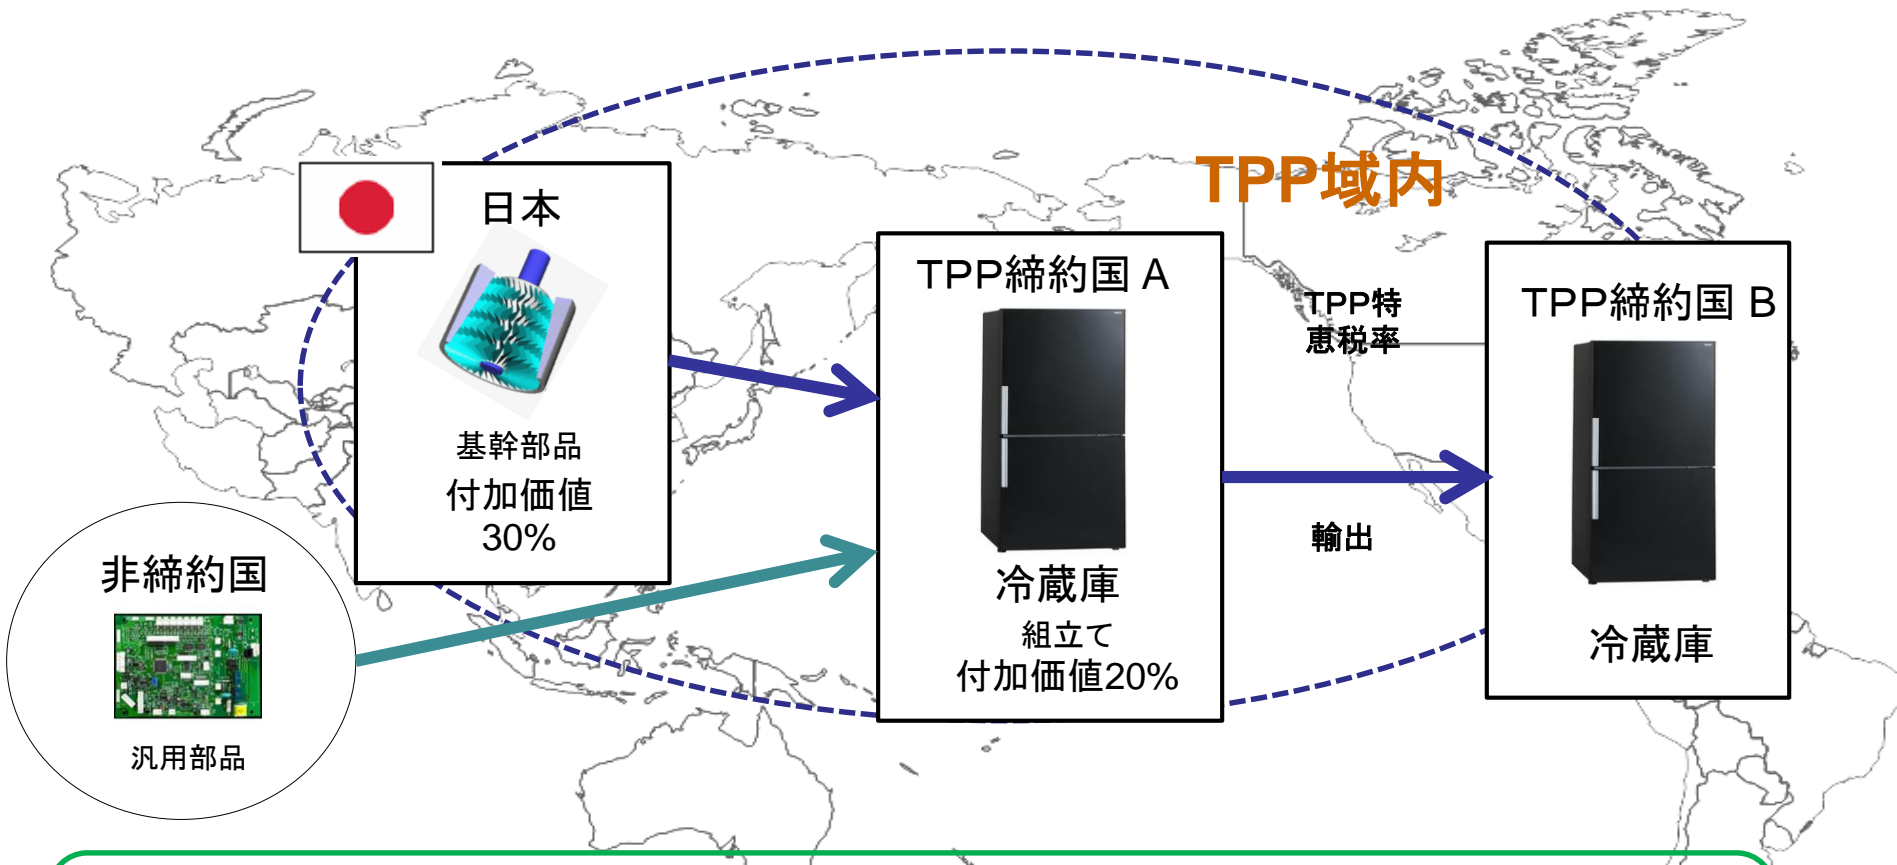 TPP域内
日本
基幹部品
付加価値
30%
非締約国
汎用部品
TPP締約国 A
冷蔵庫
組立て
付加価値20%
TPP特
恵税率
輸出
TPP締約国 B
冷蔵庫